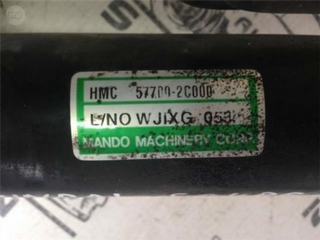 HMC 57700-2C000
L/NO WJIXG 053
MANDO MACHINERY CORP.